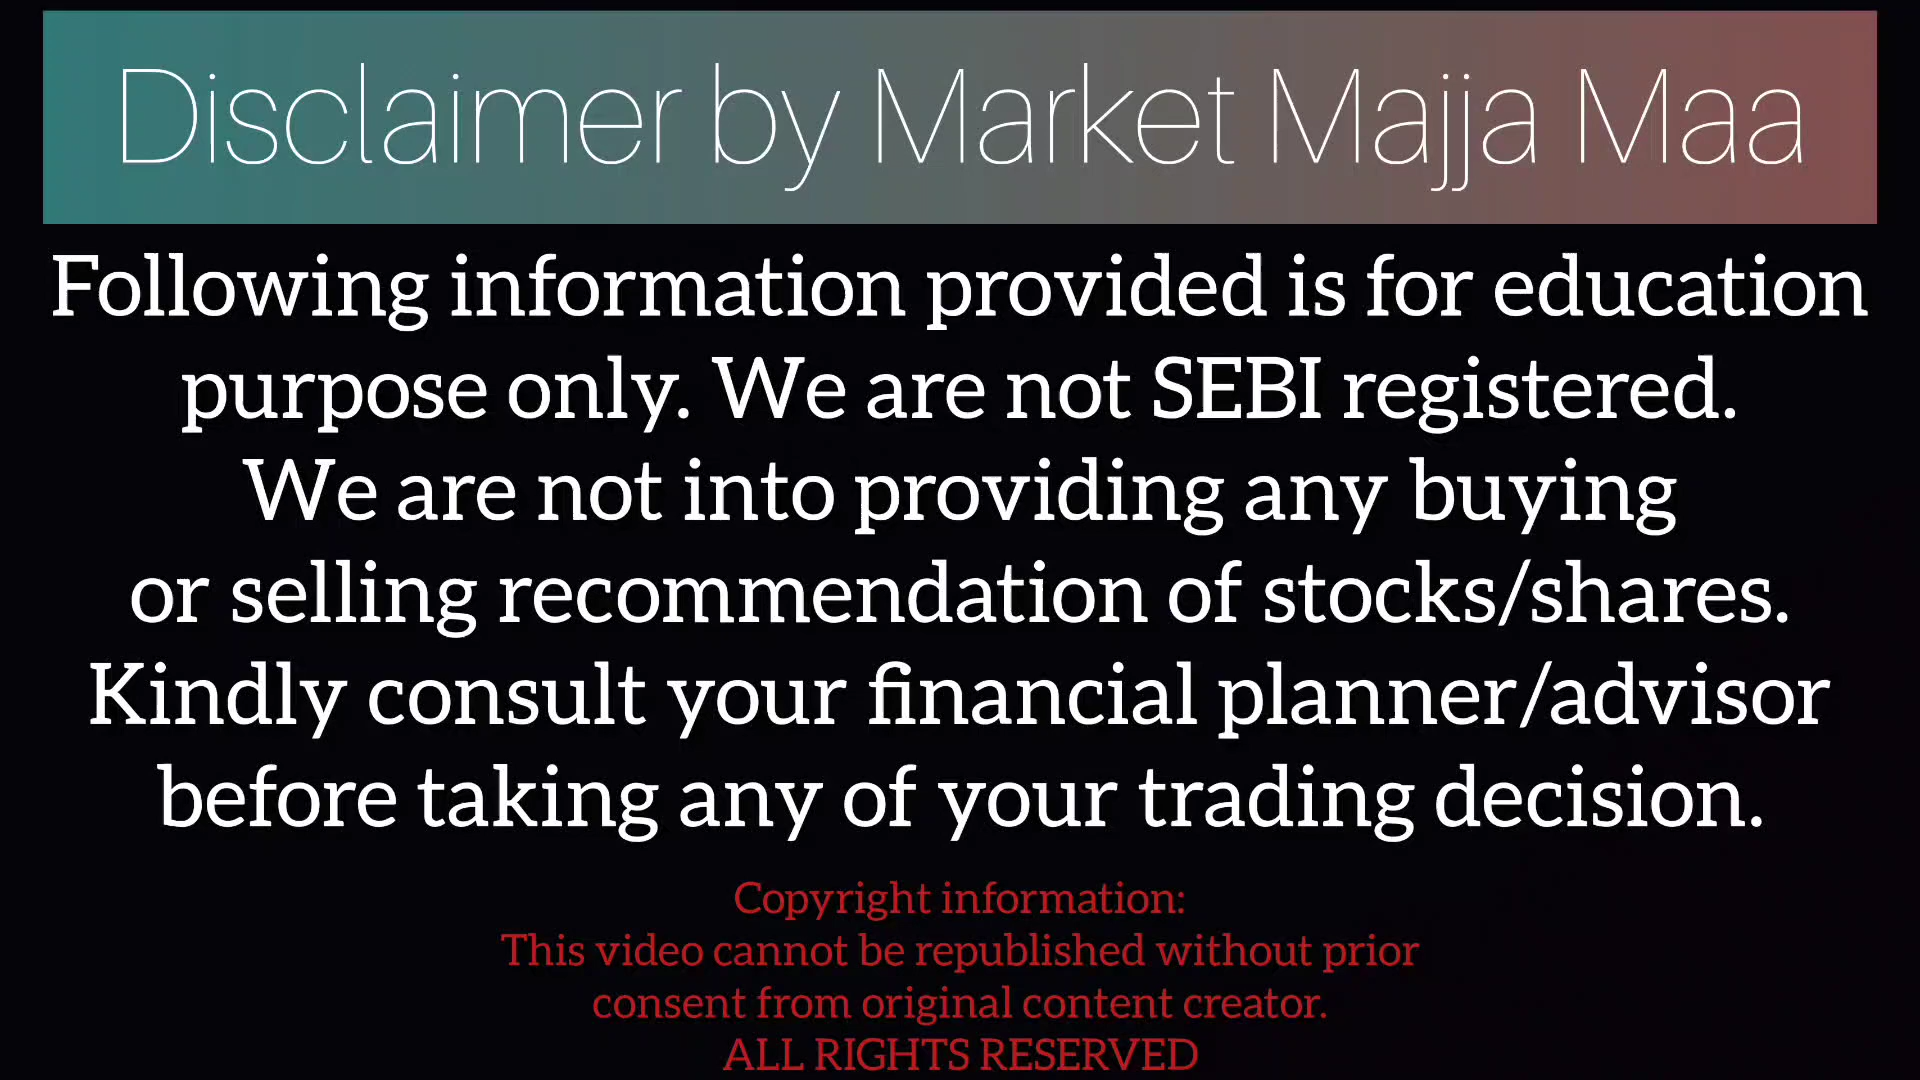 Disclaimer by Market Majja Maa
Following information provided is for education
purpose only. We are not SEBI registered.
We are not into providing any buying
or selling recommendation of stocks/shares.
Kindly consult your financial planner/advisor
before taking any of your trading decision.
Copyright information:
This video cannot be republished without prior
consent from original content creator.
ALL RIGHTS RESERVED